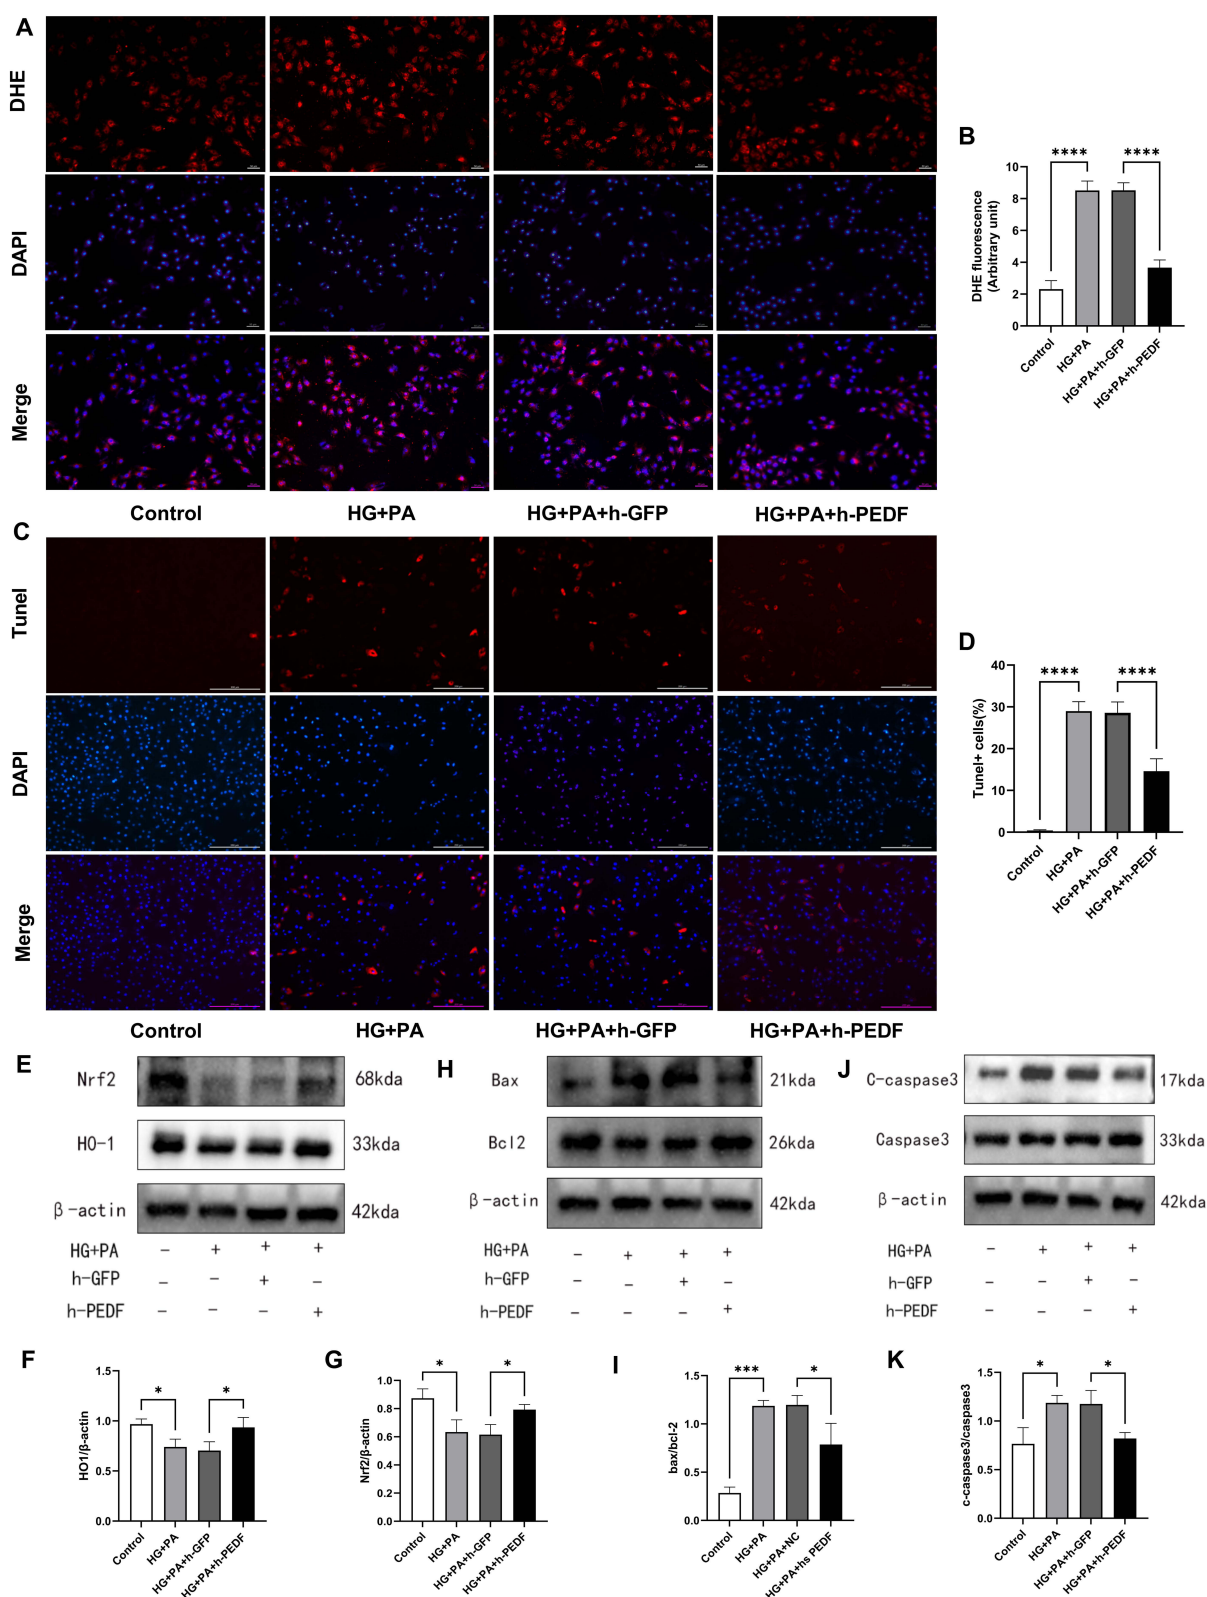 A
DHE
DAPI
Merge
Control HG+PA HG+PA+h-GFP HG+PA+h-PEDF
B
DHE fluorescence
(Arbitrary unit)
10
8
6
4
2
0
**** ****
Control
HG+PA
HG+PA+h-GFP
HG+PA+h-PEDF
C
Tunel
DAPI
Merge
Control HG+PA HG+PA+h-GFP HG+PA+h-PEDF
D
Tunel+ cells(%)
40
30
20
10
0
**** ****
Control
HG+PA
HG+PA+h-GFP
HG+PA+h-PEDF
E
Nrf2 68kda
HO-1 33kda
β-actin 42kda
HG+PA − + + +
h-GFP − − + −
h-PEDF − − − +
H
Bax 21kda
Bcl2 26kda
β-actin 42kda
HG+PA − + + +
h-GFP − − + −
h-PEDF − − − +
J
C-caspase3 17kda
Caspase3 33kda
β-actin 42kda
HG+PA − + + +
h-GFP − − + −
h-PEDF − − − +
F
HO1/β-actin
1.5
1.0
0.5
0.0
* *
Control
HG+PA
HG+PA+h-GFP
HG+PA+h-PEDF
G
Nrf2/β-actin
1.0
0.8
0.6
0.4
0.2
0.0
* *
Control
HG+PA
HG+PA+h-GFP
HG+PA+h-PEDF
I
bax/bcl-2
1.5
1.0
0.5
0.0
*** *
Control
HG+PA
HG+PA+NC
HG+PA+hs PEDF
K
c-caspase3/caspase3
1.5
1.0
0.5
0.0
* *
Control
HG+PA
HG+PA+h-GFP
HG+PA+h-PEDF